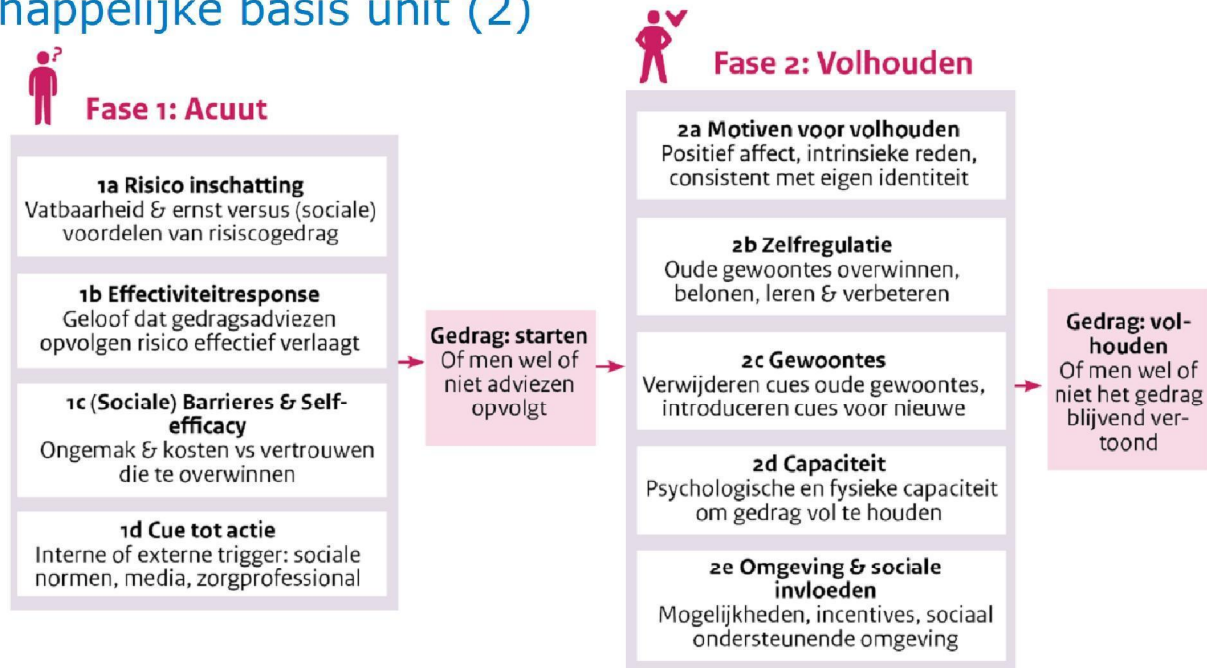 happelijke basis unit (2)
?
Fase 1: Acuut
1a Risico inschatting
Vatbaarheid & ernst versus (sociale)
voordelen van risiscogedrag
1b Effectiviteitresponse
Geloof dat gedragsadviezen
opvolgen risico effectief verlaagt
1c (Sociale) Barrieres & Self-
efficacy
Ongemak & kosten vs vertrouwen
die te overwinnen
1d Cue tot actie
Interne of externe trigger: sociale
normen, media, zorgprofessional
Gedrag: starten
Of men wel of
niet adviezen
opvolgt
Fase 2: Volhouden
2a Motiven voor volhouden
Positief affect, intrinsieke reden,
consistent met eigen identiteit
2b Zelfregulatie
Oude gewoontes overwinnen,
belonen, leren & verbeteren
2c Gewoontes
Verwijderen cues oude gewoontes,
introduceren cues voor nieuwe
2d Capaciteit
Psychologische en fysieke capaciteit
om gedrag vol te houden
2e Omgeving & sociale
invloeden
Mogelijkheden, incentives, sociaal
ondersteunende omgeving
Gedrag: vol-
houden
Of men wel of
niet het gedrag
blijvend ver-
toond